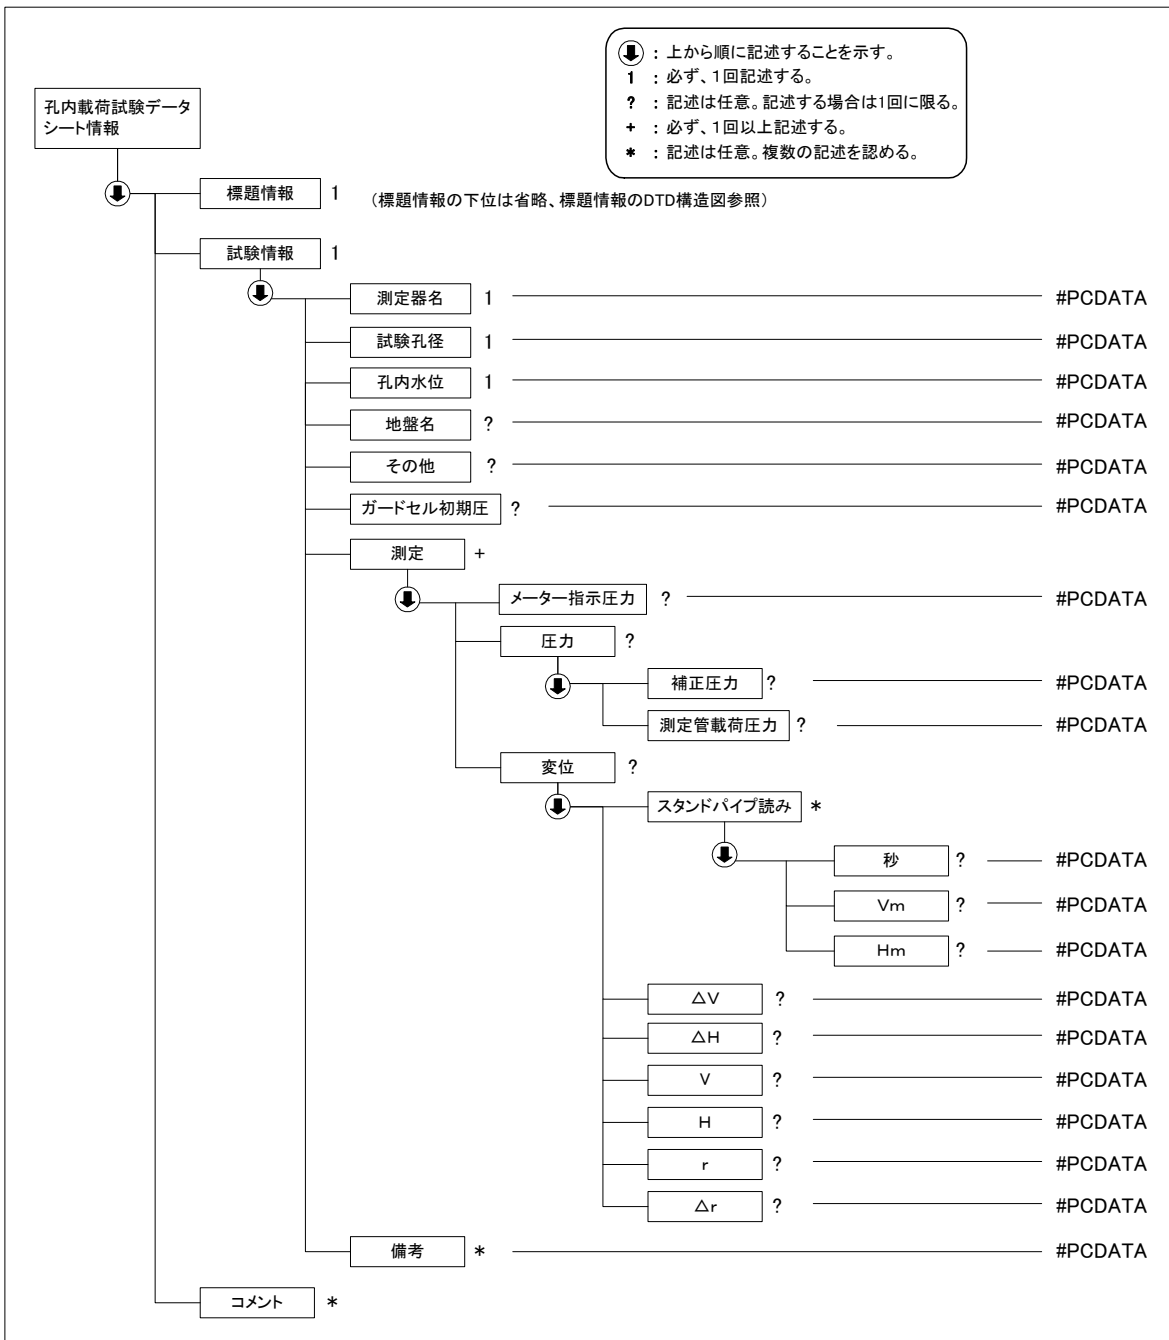 ：上から順に記述することを示す。
1：必ず、1回記述する。
?：記述は任意。記述する場合は1回に限る。
+：必ず、1回以上記述する。
*：記述は任意。複数の記述を認める。
孔内載荷試験データ
シート情報
標題情報 1 （標題情報の下位は省略、標題情報のDTD構造図参照）
試験情報 1
測定器名 1 #PCDATA
試験孔径 1 #PCDATA
孔内水位 1 #PCDATA
地盤名 ? #PCDATA
その他 ? #PCDATA
ガードセル初期圧 ? #PCDATA
測定 +
メーター指示圧力 ? #PCDATA
圧力 ?
補正圧力 ? #PCDATA
測定管載荷圧力 ? #PCDATA
変位 ?
スタンドパイプ読み *
秒 ? #PCDATA
Vm ? #PCDATA
Hm ? #PCDATA
△V ? #PCDATA
△H ? #PCDATA
V ? #PCDATA
H ? #PCDATA
r ? #PCDATA
△r ? #PCDATA
備考 * #PCDATA
コメント *